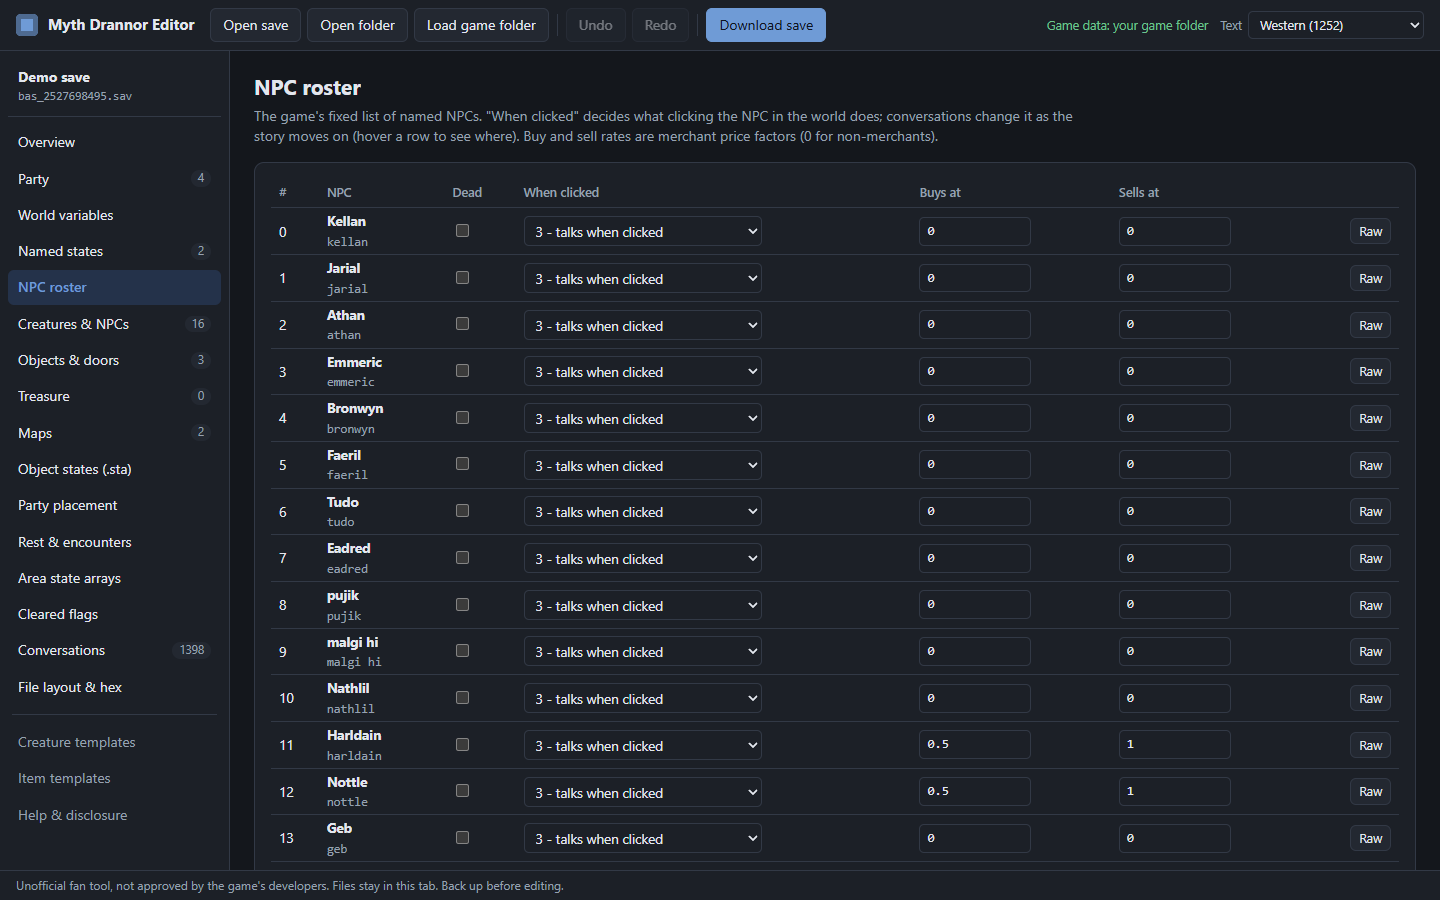 Myth Drannor Editor
Open save
Open folder
Load game folder
Undo
Redo
Download save
Game data: your game folder
Text
Western (1252)
Demo save
bas_2527698495.sav
Overview
Party 4
World variables
Named states 2
NPC roster
Creatures & NPCs 16
Objects & doors 3
Treasure 0
Maps 2
Object states (.sta)
Party placement
Rest & encounters
Area state arrays
Cleared flags
Conversations 1398
File layout & hex
Creature templates
Item templates
Help & disclosure
NPC roster
The game's fixed list of named NPCs. "When clicked" decides what clicking the NPC in the world does; conversations change it as the
story moves on (hover a row to see where). Buy and sell rates are merchant price factors (0 for non-merchants).
# NPC Dead When clicked Buys at Sells at
0 Kellan 3 - talks when clicked 0 0 Raw
kellan
1 Jarial 3 - talks when clicked 0 0 Raw
jarial
2 Athan 3 - talks when clicked 0 0 Raw
athan
3 Emmeric 3 - talks when clicked 0 0 Raw
emmeric
4 Bronwyn 3 - talks when clicked 0 0 Raw
bronwyn
5 Faeril 3 - talks when clicked 0 0 Raw
faeril
6 Tudo 3 - talks when clicked 0 0 Raw
tudo
7 Eadred 3 - talks when clicked 0 0 Raw
eadred
8 pujik 3 - talks when clicked 0 0 Raw
pujik
9 malgi hi 3 - talks when clicked 0 0 Raw
malgi hi
10 Nathlil 3 - talks when clicked 0 0 Raw
nathlil
11 Harldain 3 - talks when clicked 0.5 1 Raw
harldain
12 Nottle 3 - talks when clicked 0.5 1 Raw
nottle
13 Geb 3 - talks when clicked 0 0 Raw
geb
Unofficial fan tool, not approved by the game's developers. Files stay in this tab. Back up before editing.